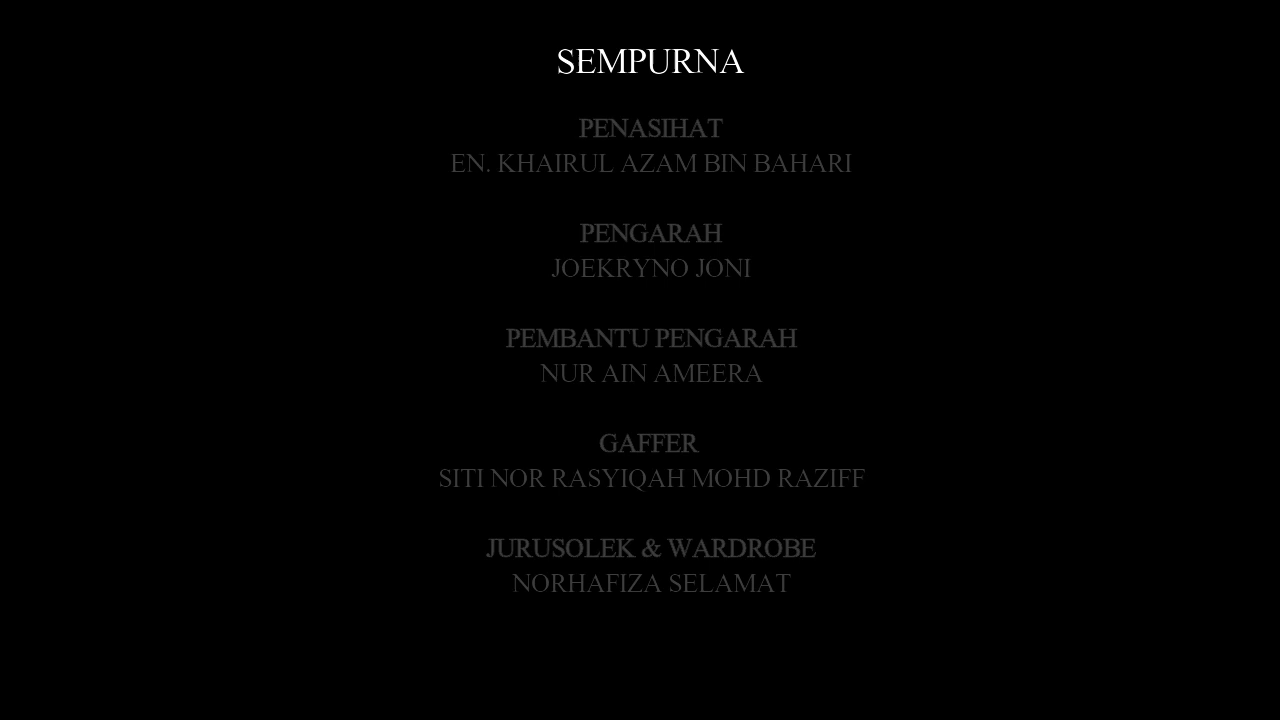 SEMPURNA
PENASIHAT
EN. KHAIRUL AZAM BIN BAHARI
PENGARAH
JOEKRYNO JONI
PEMBANTU PENGARAH
NUR AIN AMEERA
GAFFER
SITI NOR RASYIQAH MOHD RAZIFF
JURUSOLEK & WARDROBE
NORHAFIZA SELAMAT